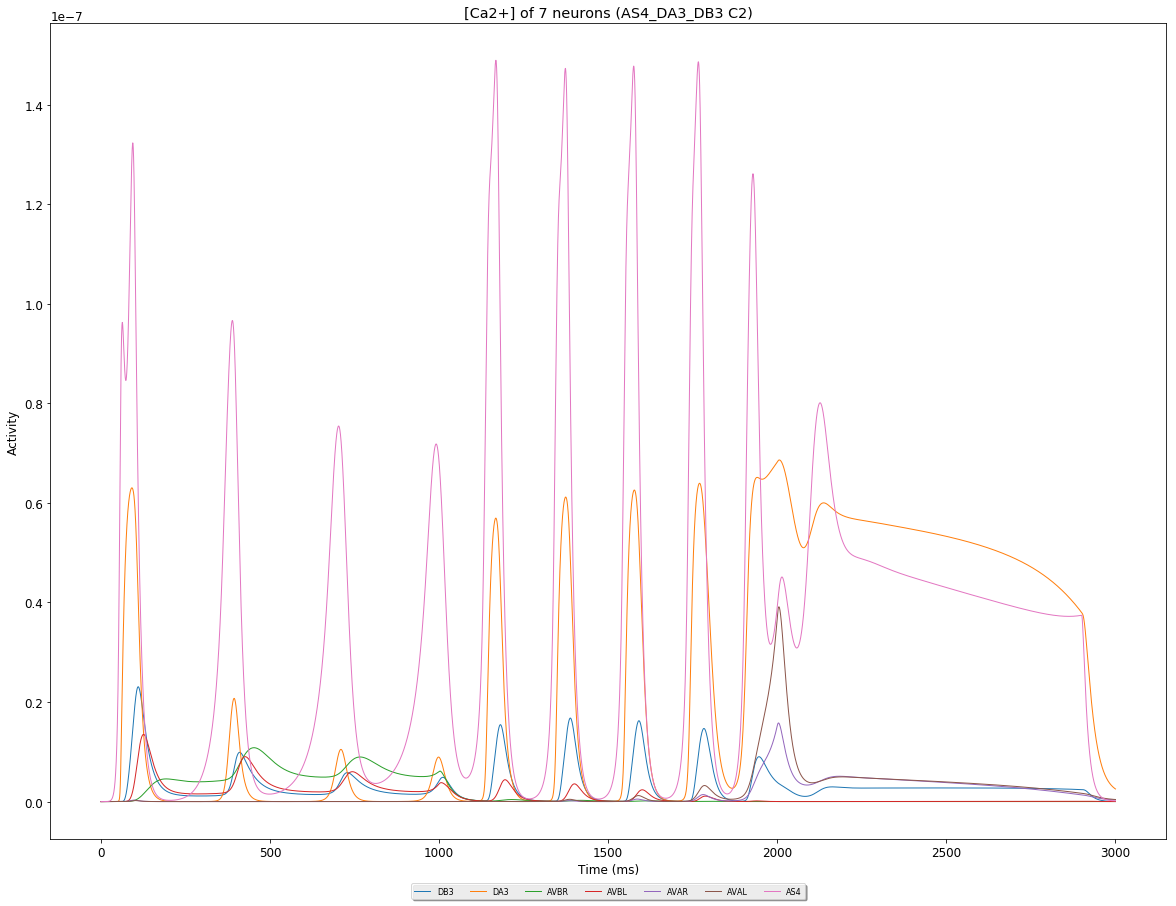 [Ca2+] of 7 neurons (AS4_DA3_DB3 C2)
1e−7
1.4
1.2
1.0
0.8
0.6
0.4
0.2
0.0
Activity
0 500 1000 1500 2000 2500 3000
Time (ms)
DB3 DA3 AVBR AVBL AVAR AVAL AS4